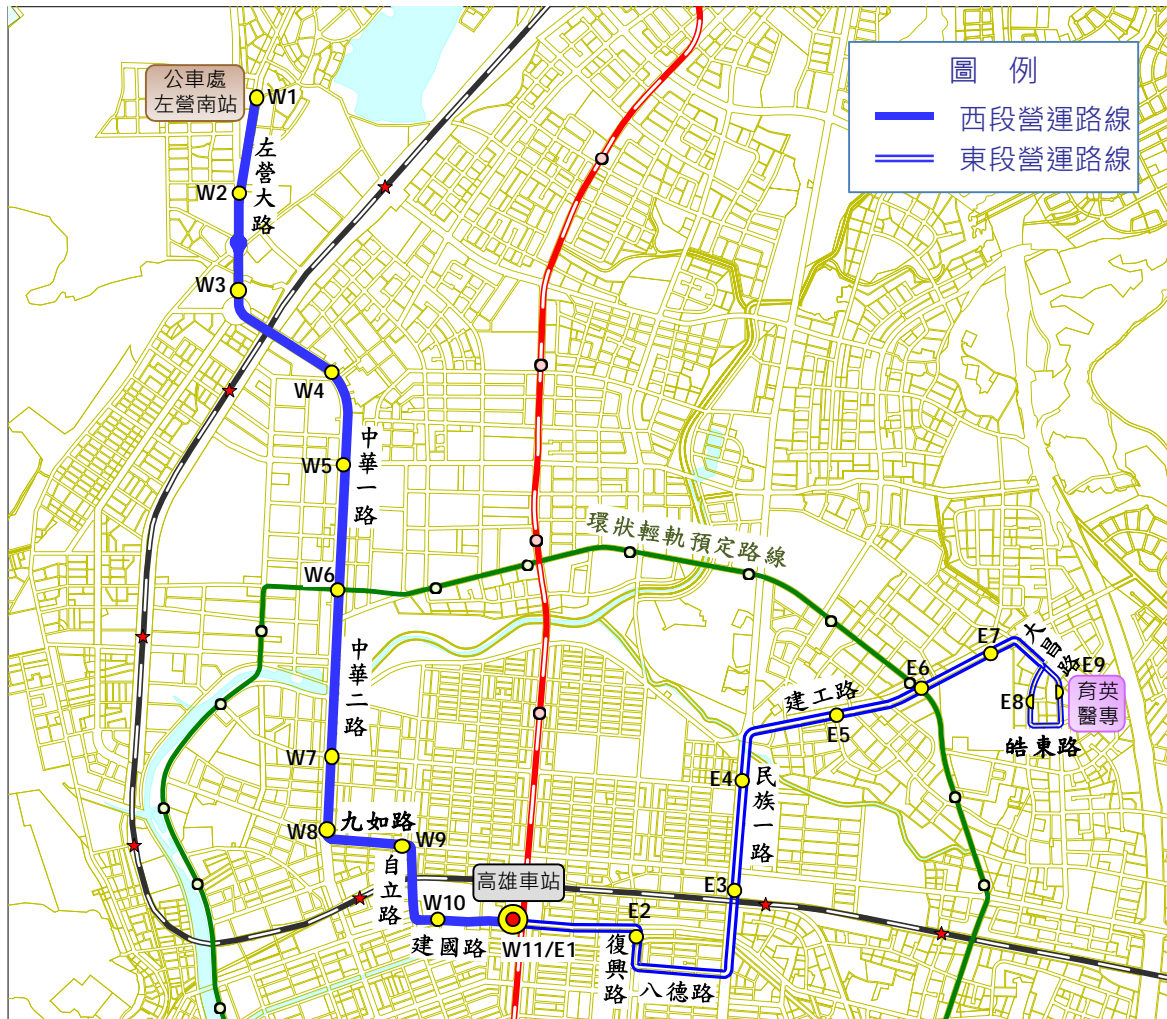 圖 例
西段營運路線
東段營運路線
公車處
左營南站
W1
左營大路
W2
W3
W4
W5
中華一路
環狀輕軌預定路線
W6
中華二路
W7
W8
九如路
W9
自立路
高雄車站
W10
建國路
W11/E1
E2
復興路
八德路
E3
E4
民族一路
建工路
E5
E6
E7
大昌路
E9
E8
育英
醫專
皓東路